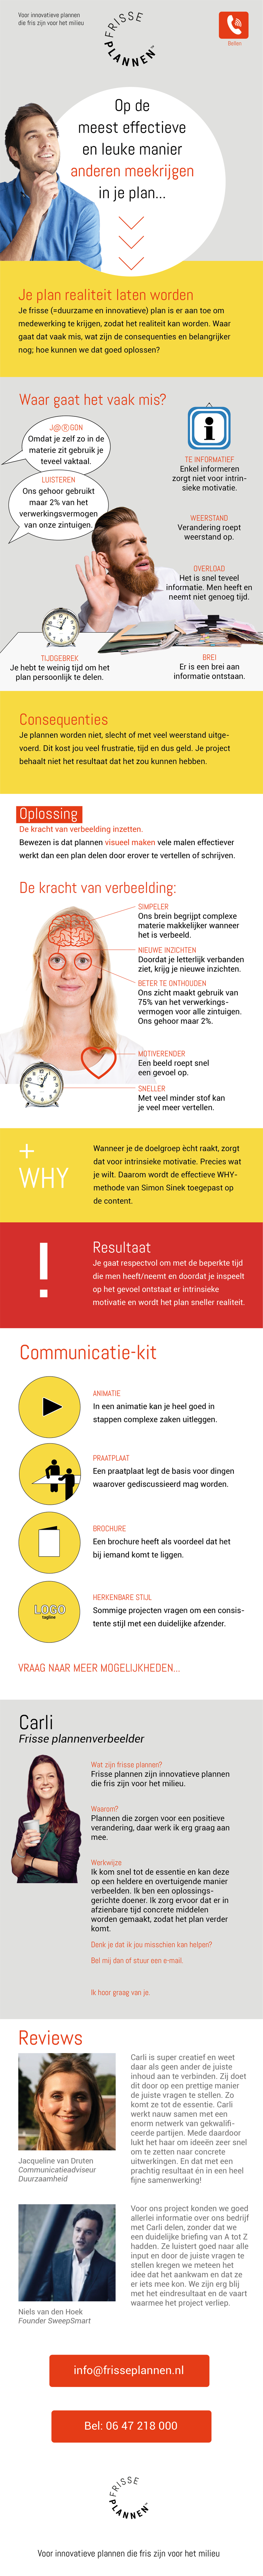 Voor innovatieve plannen
die fris zijn voor het milieu
FRISSE
PLANNEN
Bellen
Op de
meest effectieve
en leuke manier
anderen meekrijgen
in je plan...
Je plan realiteit laten worden
Je frisse (=duurzame en innovatieve) plan is er aan toe om
medewerking te krijgen, zodat het realiteit kan worden. Waar
gaat dat vaak mis, wat zijn de consequenties en belangrijker
nog; hoe kunnen we dat goed oplossen?
Waar gaat het vaak mis?
J@®GON
Omdat je zelf zo in de
materie zit gebruik je
teveel vaktaal.
LUISTEREN
Ons gehoor gebruikt
maar 2% van het
verwerkingsvermogen
van onze zintuigen.
TE INFORMATIEF
Enkel informeren
zorgt niet voor intrin-
sieke motivatie.
WEERSTAND
Verandering roept
weerstand op.
OVERLOAD
Het is snel teveel
informatie. Men heeft en
neemt niet genoeg tijd.
TIJDGEBREK
Je hebt te weinig tijd om het
plan persoonlijk te delen.
BREI
Er is een brei aan
informatie ontstaan.
Consequenties
Je plannen worden niet, slecht of met veel weerstand uitge-
voerd. Dit kost jou veel frustratie, tijd en dus geld. Je project
behaalt niet het resultaat dat het zou kunnen hebben.
Oplossing
De kracht van verbeelding inzetten.
Bewezen is dat plannen visueel maken vele malen effectiever
werkt dan een plan delen door erover te vertellen of schrijven.
De kracht van verbeelding:
SIMPELER
Ons brein begrijpt complexe
materie makkelijker wanneer
het is verbeeld.
NIEUWE INZICHTEN
Doordat je letterlijk verbanden
ziet, krijg je nieuwe inzichten.
BETER TE ONTHOUDEN
Ons zicht maakt gebruik van
75% van het verwerkings-
vermogen voor alle zintuigen.
Ons gehoor maar 2%.
MOTIVERENDER
Een beeld roept snel
een gevoel op.
SNELLER
Met veel minder stof kan
je veel meer vertellen.
+
WHY
Wanneer je de doelgroep ècht raakt, zorgt
dat voor intrinsieke motivatie. Precies wat
je wilt. Daarom wordt de effectieve WHY-
methode van Simon Sinek toegepast op
de content.
!
Resultaat
Je gaat respectvol om met de beperkte tijd
die men heeft/neemt en doordat je inspeelt
op het gevoel ontstaat er intrinsieke
motivatie en wordt het plan sneller realiteit.
Communicatie-kit
ANIMATIE
In een animatie kan je heel goed in
stappen complexe zaken uitleggen.
PRAATPLAAT
Een praatplaat legt de basis voor dingen
waarover gediscussieerd mag worden.
BROCHURE
Een brochure heeft als voordeel dat het
bij iemand komt te liggen.
LOGO
tagline
HERKENBARE STIJL
Sommige projecten vragen om een consis-
tente stijl met een duidelijke afzender.
VRAAG NAAR MEER MOGELIJKHEDEN...
Carli
Frisse plannenverbeelder
Wat zijn frisse plannen?
Frisse plannen zijn innovatieve plannen
die fris zijn voor het milieu.
Waarom?
Plannen die zorgen voor een positieve
verandering, daar werk ik erg graag aan
mee.
Werkwijze
Ik kom snel tot de essentie en kan deze
op een heldere en overtuigende manier
verbeelden. Ik ben een oplossings-
gerichte doener. Ik zorg ervoor dat er in
afzienbare tijd concrete middelen
worden gemaakt, zodat het plan verder
komt.
Denk je dat ik jou misschien kan helpen?
Bel mij dan of stuur een e-mail.
Ik hoor graag van je.
Reviews
Carli is super creatief en weet
daar als geen ander de juiste
inhoud aan te verbinden. Zij doet
dit door op een prettige manier
de juiste vragen te stellen. Zo
komt ze tot de essentie. Carli
werkt nauw samen met een
enorm netwerk van gekwalifi-
ceerde partijen. Mede daardoor
lukt het haar om ideeën zeer snel
om te zetten naar concrete
uitwerkingen. En dat met een
prachtig resultaat én in een heel
fijne samenwerking!
Jacqueline van Druten
Communicatieadviseur
Duurzaamheid
Voor ons project konden we goed
allerlei informatie over ons bedrijf
met Carli delen, zonder dat we
een duidelijke briefing van A tot Z
hadden. Ze luistert goed naar alle
input en door de juiste vragen te
stellen kregen we meteen het
idee dat het aankwam en dat ze
er iets mee kon. We zijn erg blij
met het eindresultaat en de vaart
waarmee het project verliep.
Niels van den Hoek
Founder SweepSmart
info@frisseplannen.nl
Bel: 06 47 218 000
FRISSE
PLANNEN
Voor innovatieve plannen die fris zijn voor het milieu